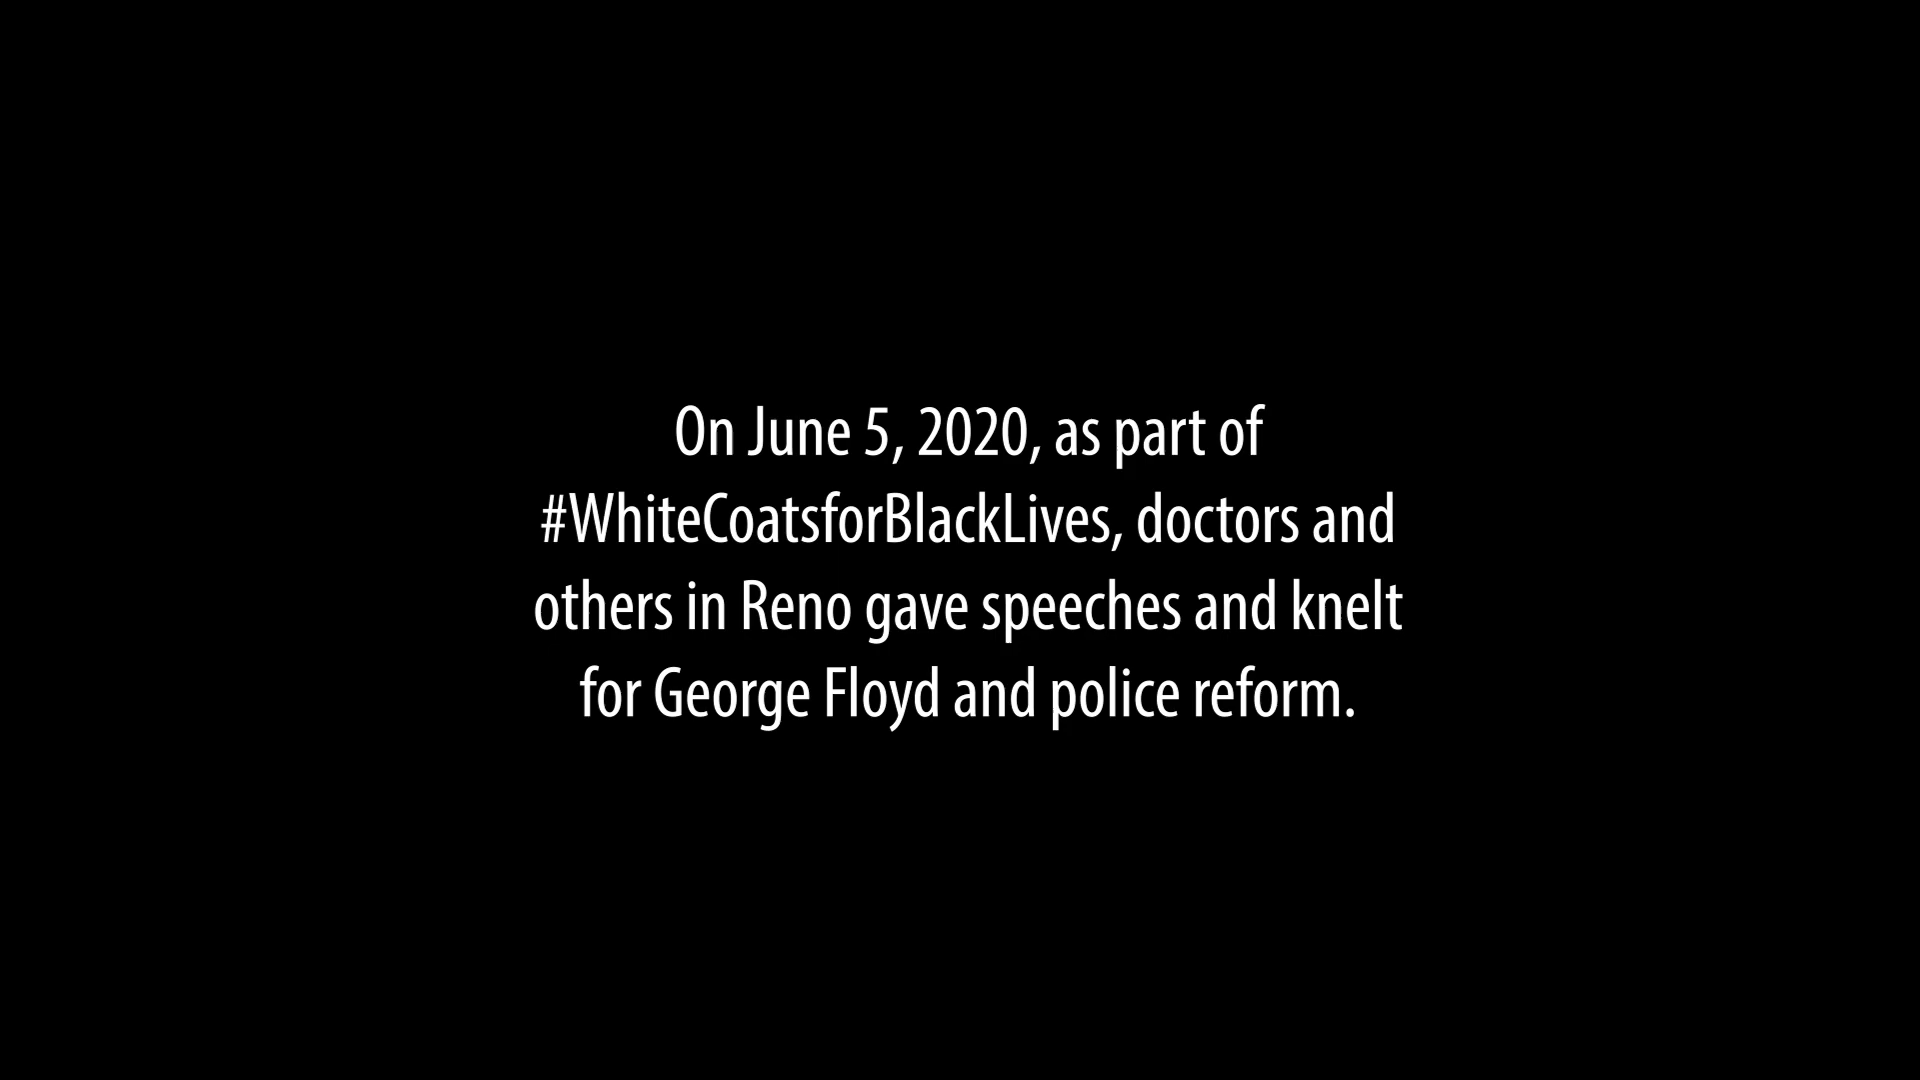 On June 5, 2020, as part of
#WhiteCoatsforBlackLives, doctors and
others in Reno gave speeches and knelt
for George Floyd and police reform.